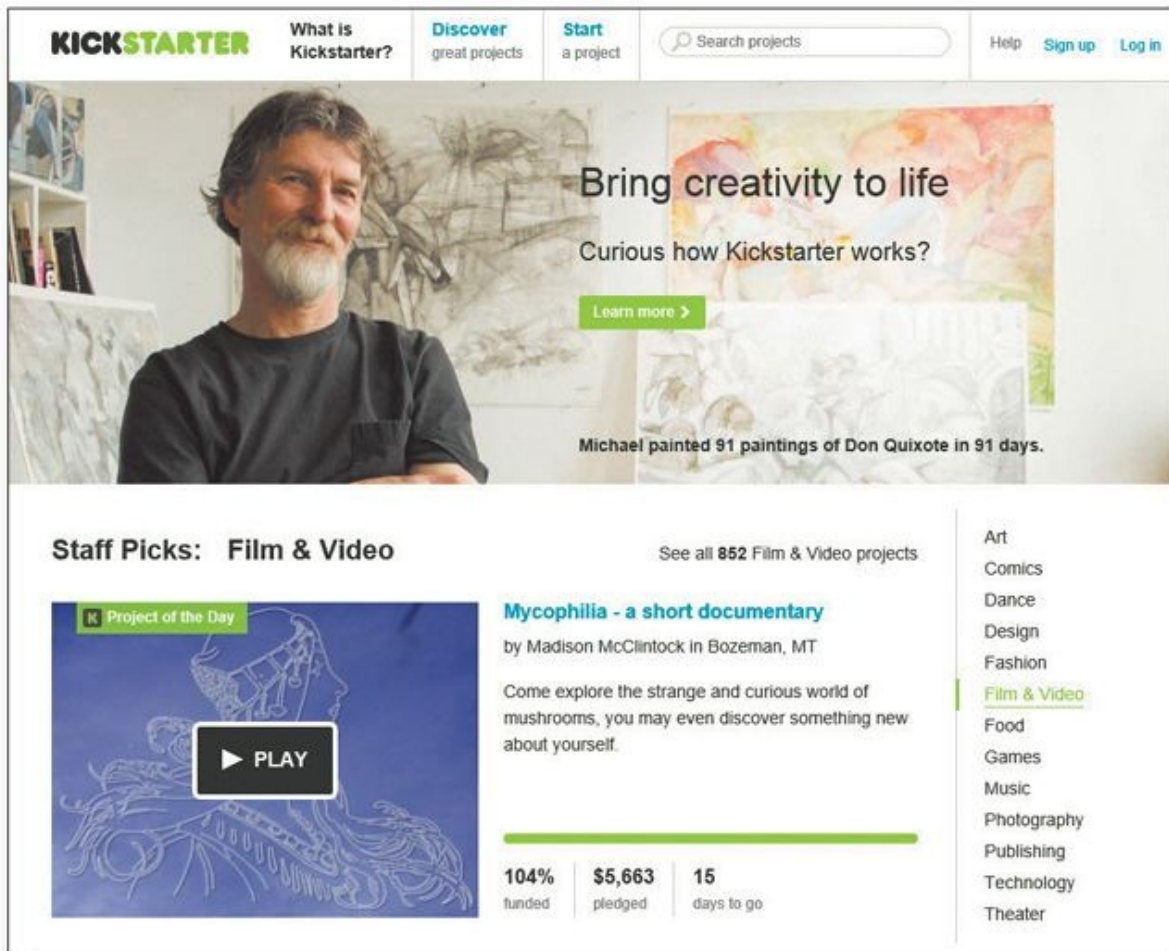 KICKSTARTER
What is
Kickstarter?
Discover
great projects
Start
a project
Search projects
Help
Sign up
Log in
Bring creativity to life
Curious how Kickstarter works?
Learn more
Michael painted 91 paintings of Don Quixote in 91 days.
Staff Picks: Film & Video
See all 852 Film & Video projects
K Project of the Day
PLAY
Mycophilia - a short documentary
by Madison McClintock in Bozeman, MT
Come explore the strange and curious world of
mushrooms, you may even discover something new
about yourself.
104%
funded
$5,663
pledged
15
days to go
Art
Comics
Dance
Design
Fashion
Film & Video
Food
Games
Music
Photography
Publishing
Technology
Theater